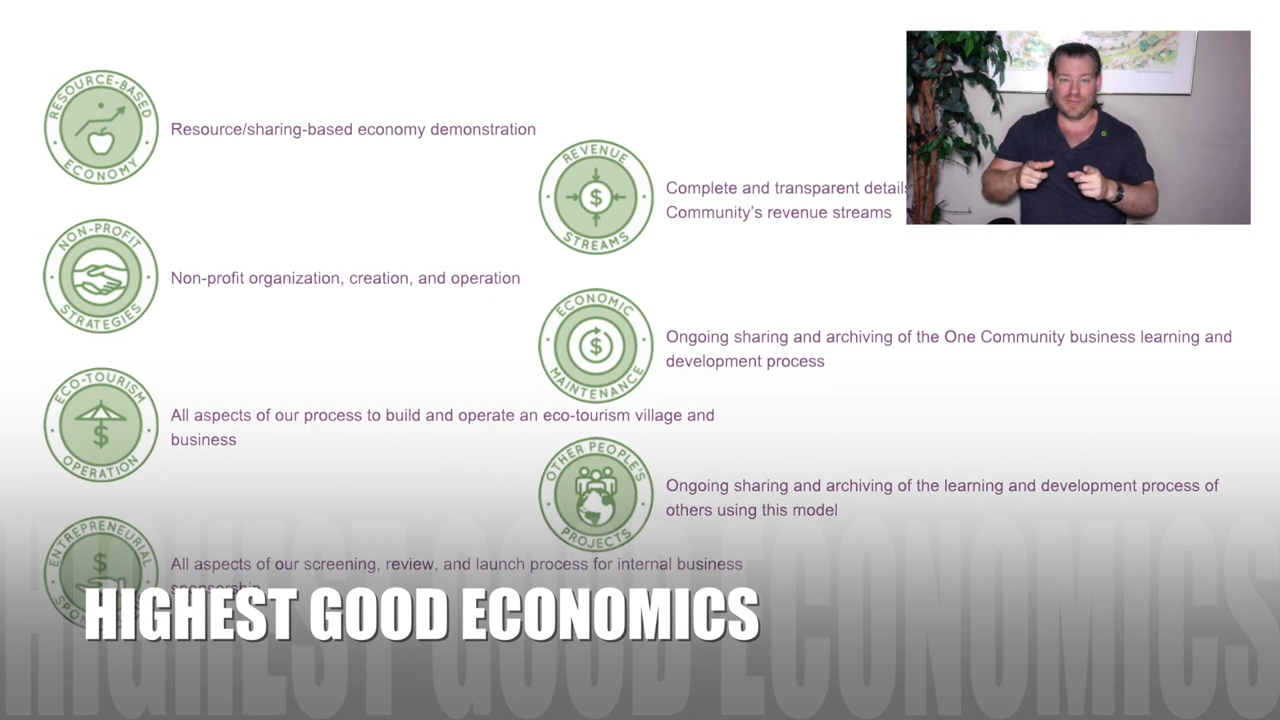 RESOURCE-BASED
ECONOMY
Resource/sharing-based economy demonstration
NON-PROFIT
STRATEGIES
Non-profit organization, creation, and operation
ECO-TOURISM
OPERATION
All aspects of our process to build and operate an eco-tourism village and
business
ENTREPRENEURIAL
All aspects of our screening, review, and launch process for internal business
sponsorship
REVENUE
STREAMS
Complete and transparent details
Community's revenue streams
ECONOMIC
MAINTENANCE
Ongoing sharing and archiving of the One Community business learning and
development process
OTHER PEOPLE'S
PROJECTS
Ongoing sharing and archiving of the learning and development process of
others using this model
HIGHEST GOOD ECONOMICS
HIGHEST GOOD ECONOMICS